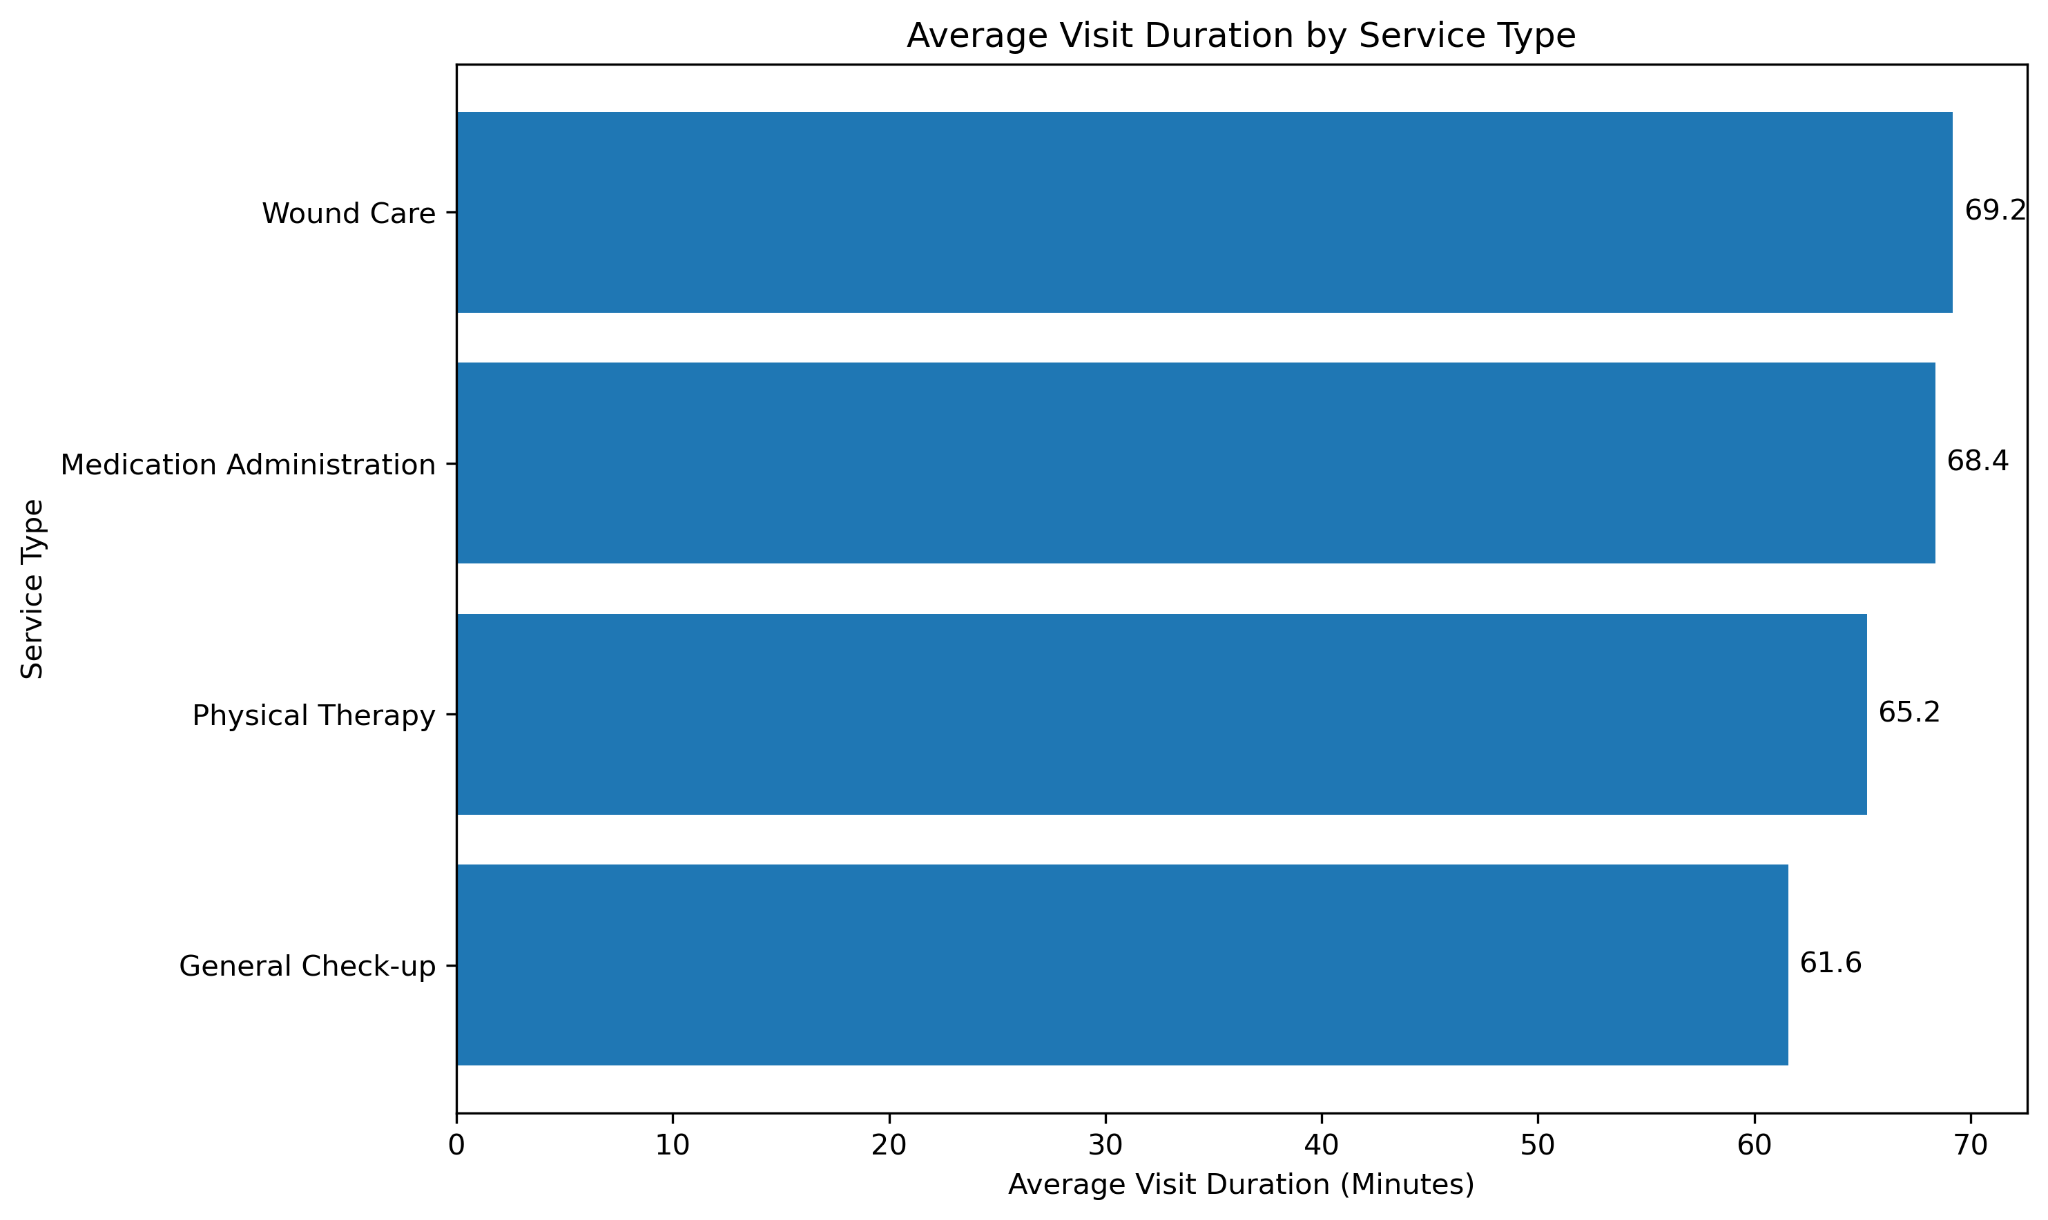 Average Visit Duration by Service Type
Service Type
Wound Care
69.2
Medication Administration
68.4
Physical Therapy
65.2
General Check-up
61.6
0 10 20 30 40 50 60 70
Average Visit Duration (Minutes)